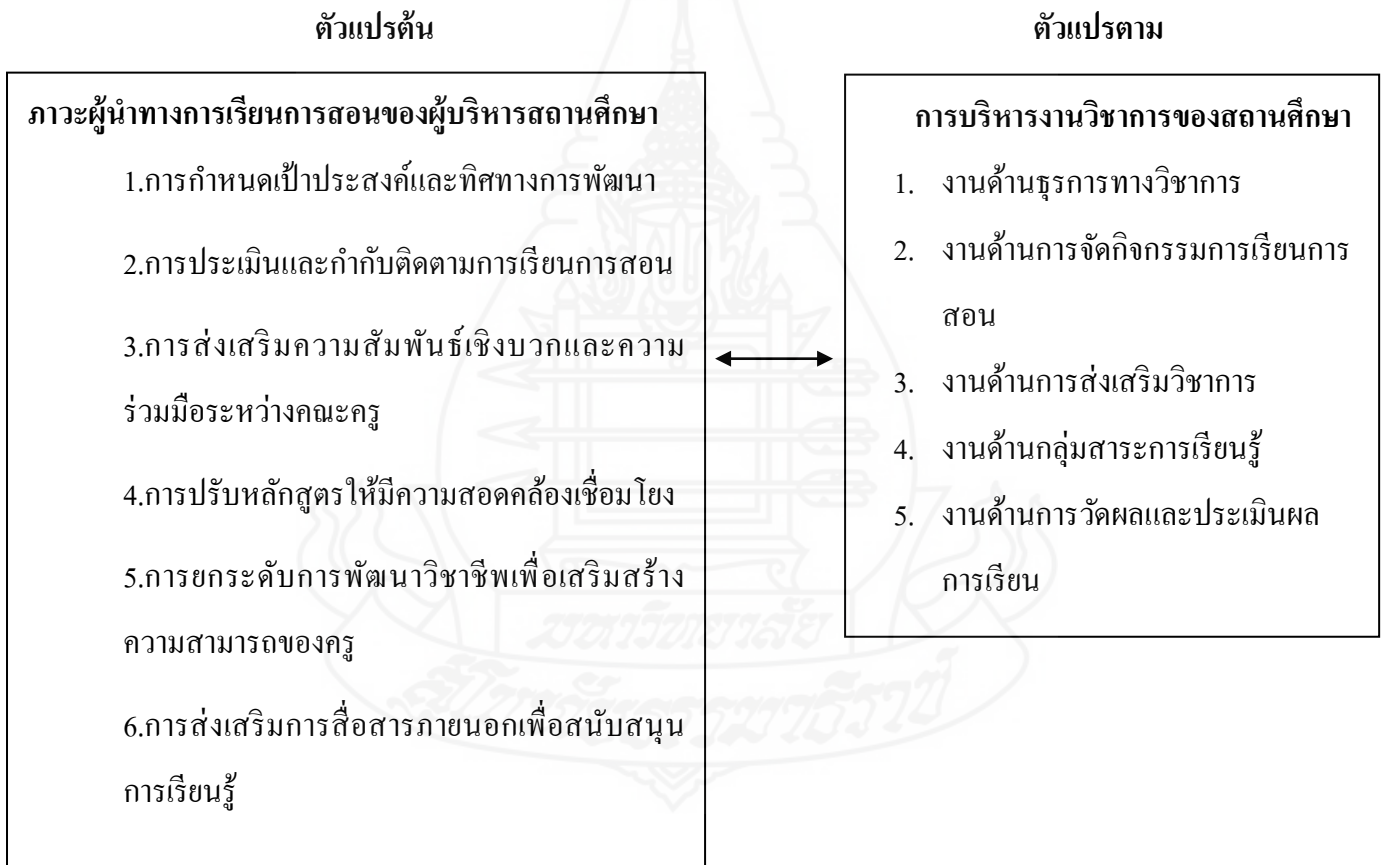 ตัวแปรต้น
ตัวแปรตาม
ภาวะผู้นำทางการเรียนการสอนของผู้บริหารสถานศึกษา
1.การกำหนดเป้าประสงค์และทิศทางการพัฒนา
2.การประเมินและกำกับติดตามการเรียนการสอน
3.การส่งเสริมความสัมพันธ์เชิงบวกและความ
ร่วมมือระหว่างคณะครู
4.การปรับหลักสูตรให้มีความสอดคล้องเชื่อมโยง
5.การยกระดับการพัฒนาวิชาชีพเพื่อเสริมสร้าง
ความสามารถของครู
6.การส่งเสริมการสื่อสารภายนอกเพื่อสนับสนุน
การเรียนรู้
การบริหารงานวิชาการของสถานศึกษา
1. งานด้านธุรการทางวิชาการ
2. งานด้านการจัดกิจกรรมการเรียนการ
สอน
3. งานด้านการส่งเสริมวิชาการ
4. งานด้านกลุ่มสาระการเรียนรู้
5. งานด้านการวัดผลและประเมินผล
การเรียน
มหาวิทยาลัย
สุโขทัยธรรมาธิราช